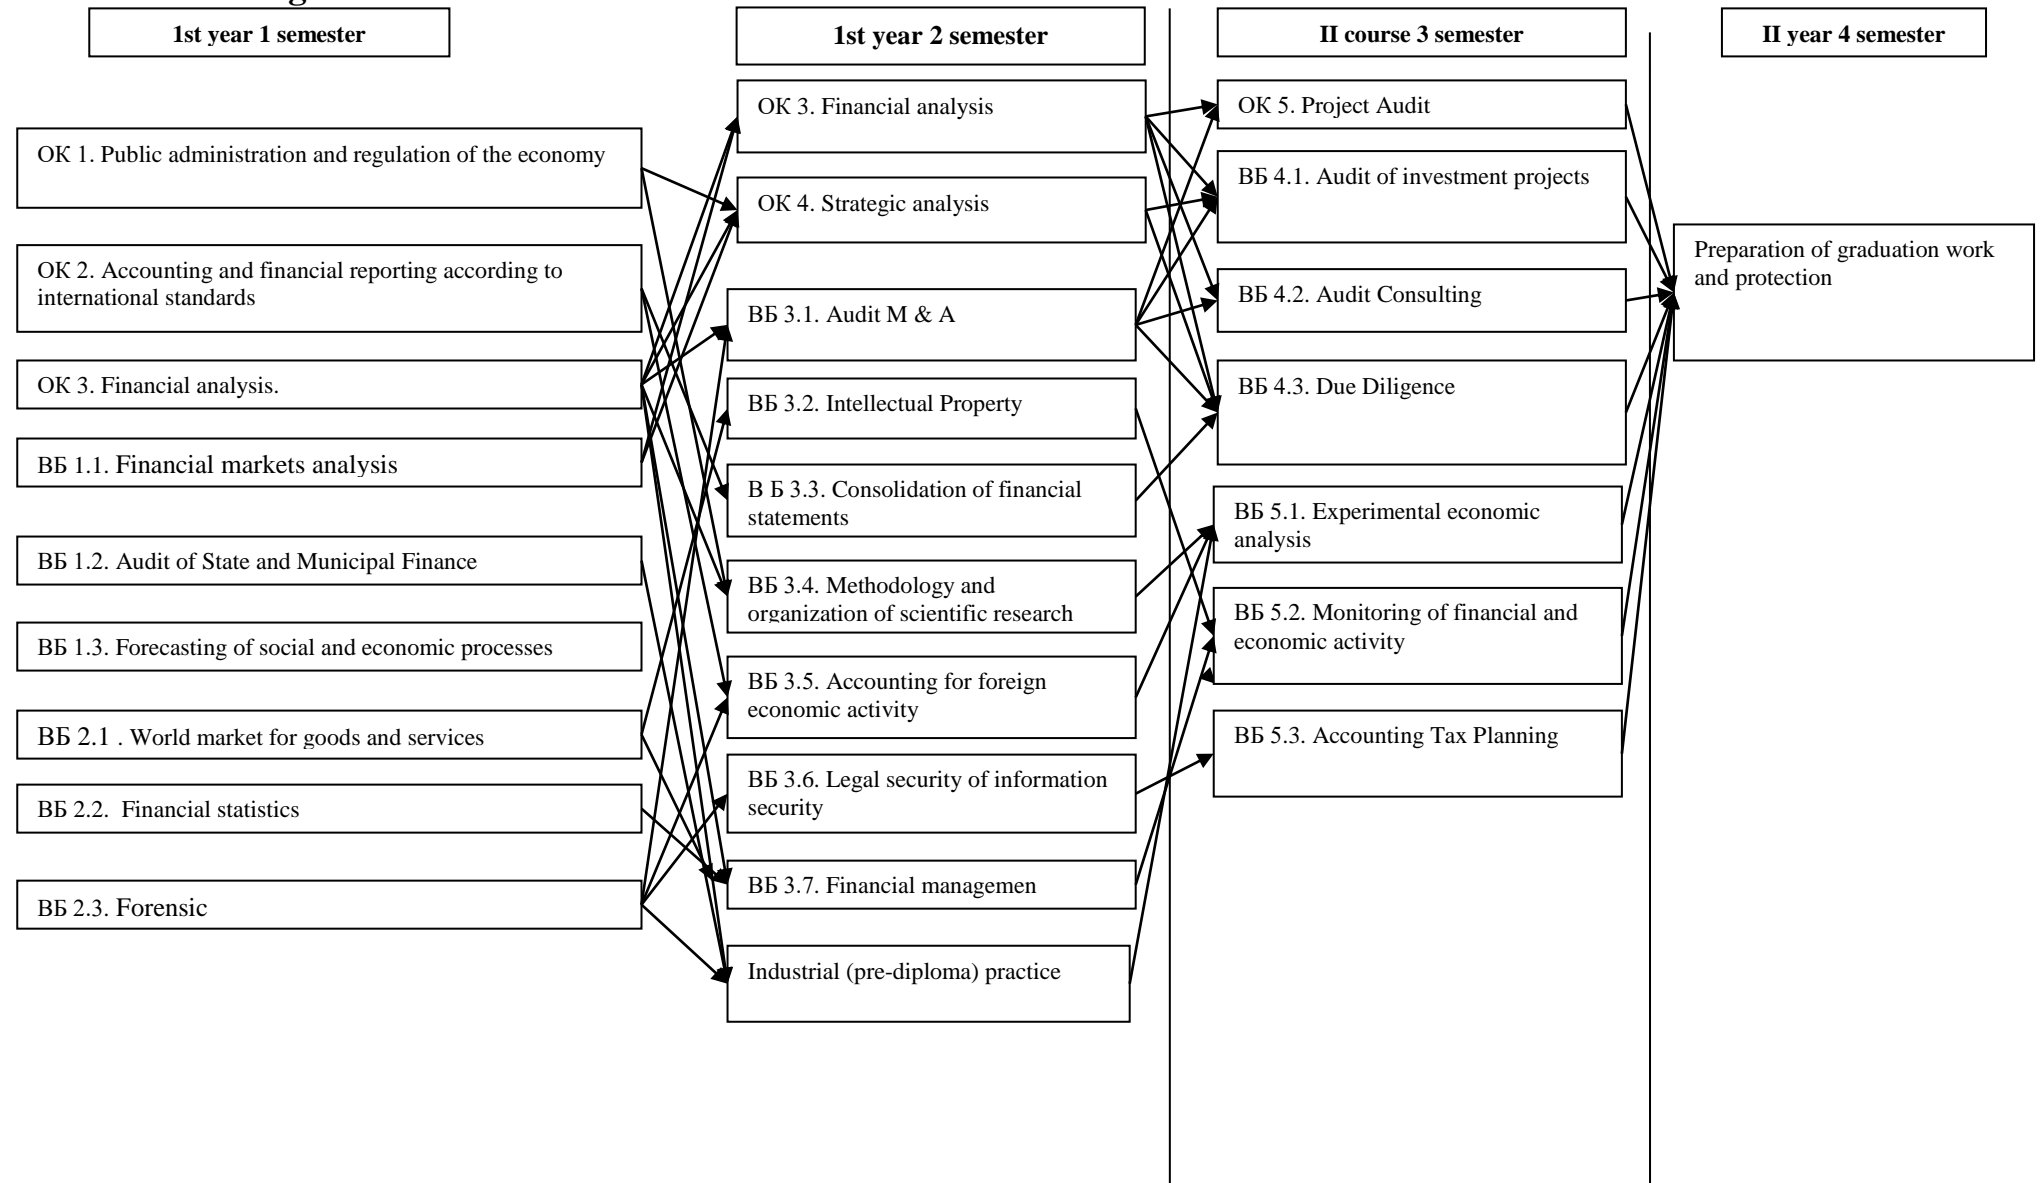 1st year 1 semester
1st year 2 semester
II course 3 semester
II year 4 semester
ОК 1. Public administration and regulation of the economy
ОК 2. Accounting and financial reporting according to
international standards
ОК 3. Financial analysis.
ВБ 1.1. Financial markets analysis
ВБ 1.2. Audit of State and Municipal Finance
ВБ 1.3. Forecasting of social and economic processes
ВБ 2.1 . World market for goods and services
ВБ 2.2. Financial statistics
ВБ 2.3. Forensic
ОК 3. Financial analysis
ОК 4. Strategic analysis
ВБ 3.1. Audit M & A
ВБ 3.2. Intellectual Property
В Б 3.3. Consolidation of financial
statements
ВБ 3.4. Methodology and
organization of scientific research
ВБ 3.5. Accounting for foreign
economic activity
ВБ 3.6. Legal security of information
security
ВБ 3.7. Financial managemen
Industrial (pre-diploma) practice
ОК 5. Project Audit
ВБ 4.1. Audit of investment projects
ВБ 4.2. Audit Consulting
ВБ 4.3. Due Diligence
ВБ 5.1. Experimental economic
analysis
ВБ 5.2. Monitoring of financial and
economic activity
ВБ 5.3. Accounting Tax Planning
Preparation of graduation work
and protection